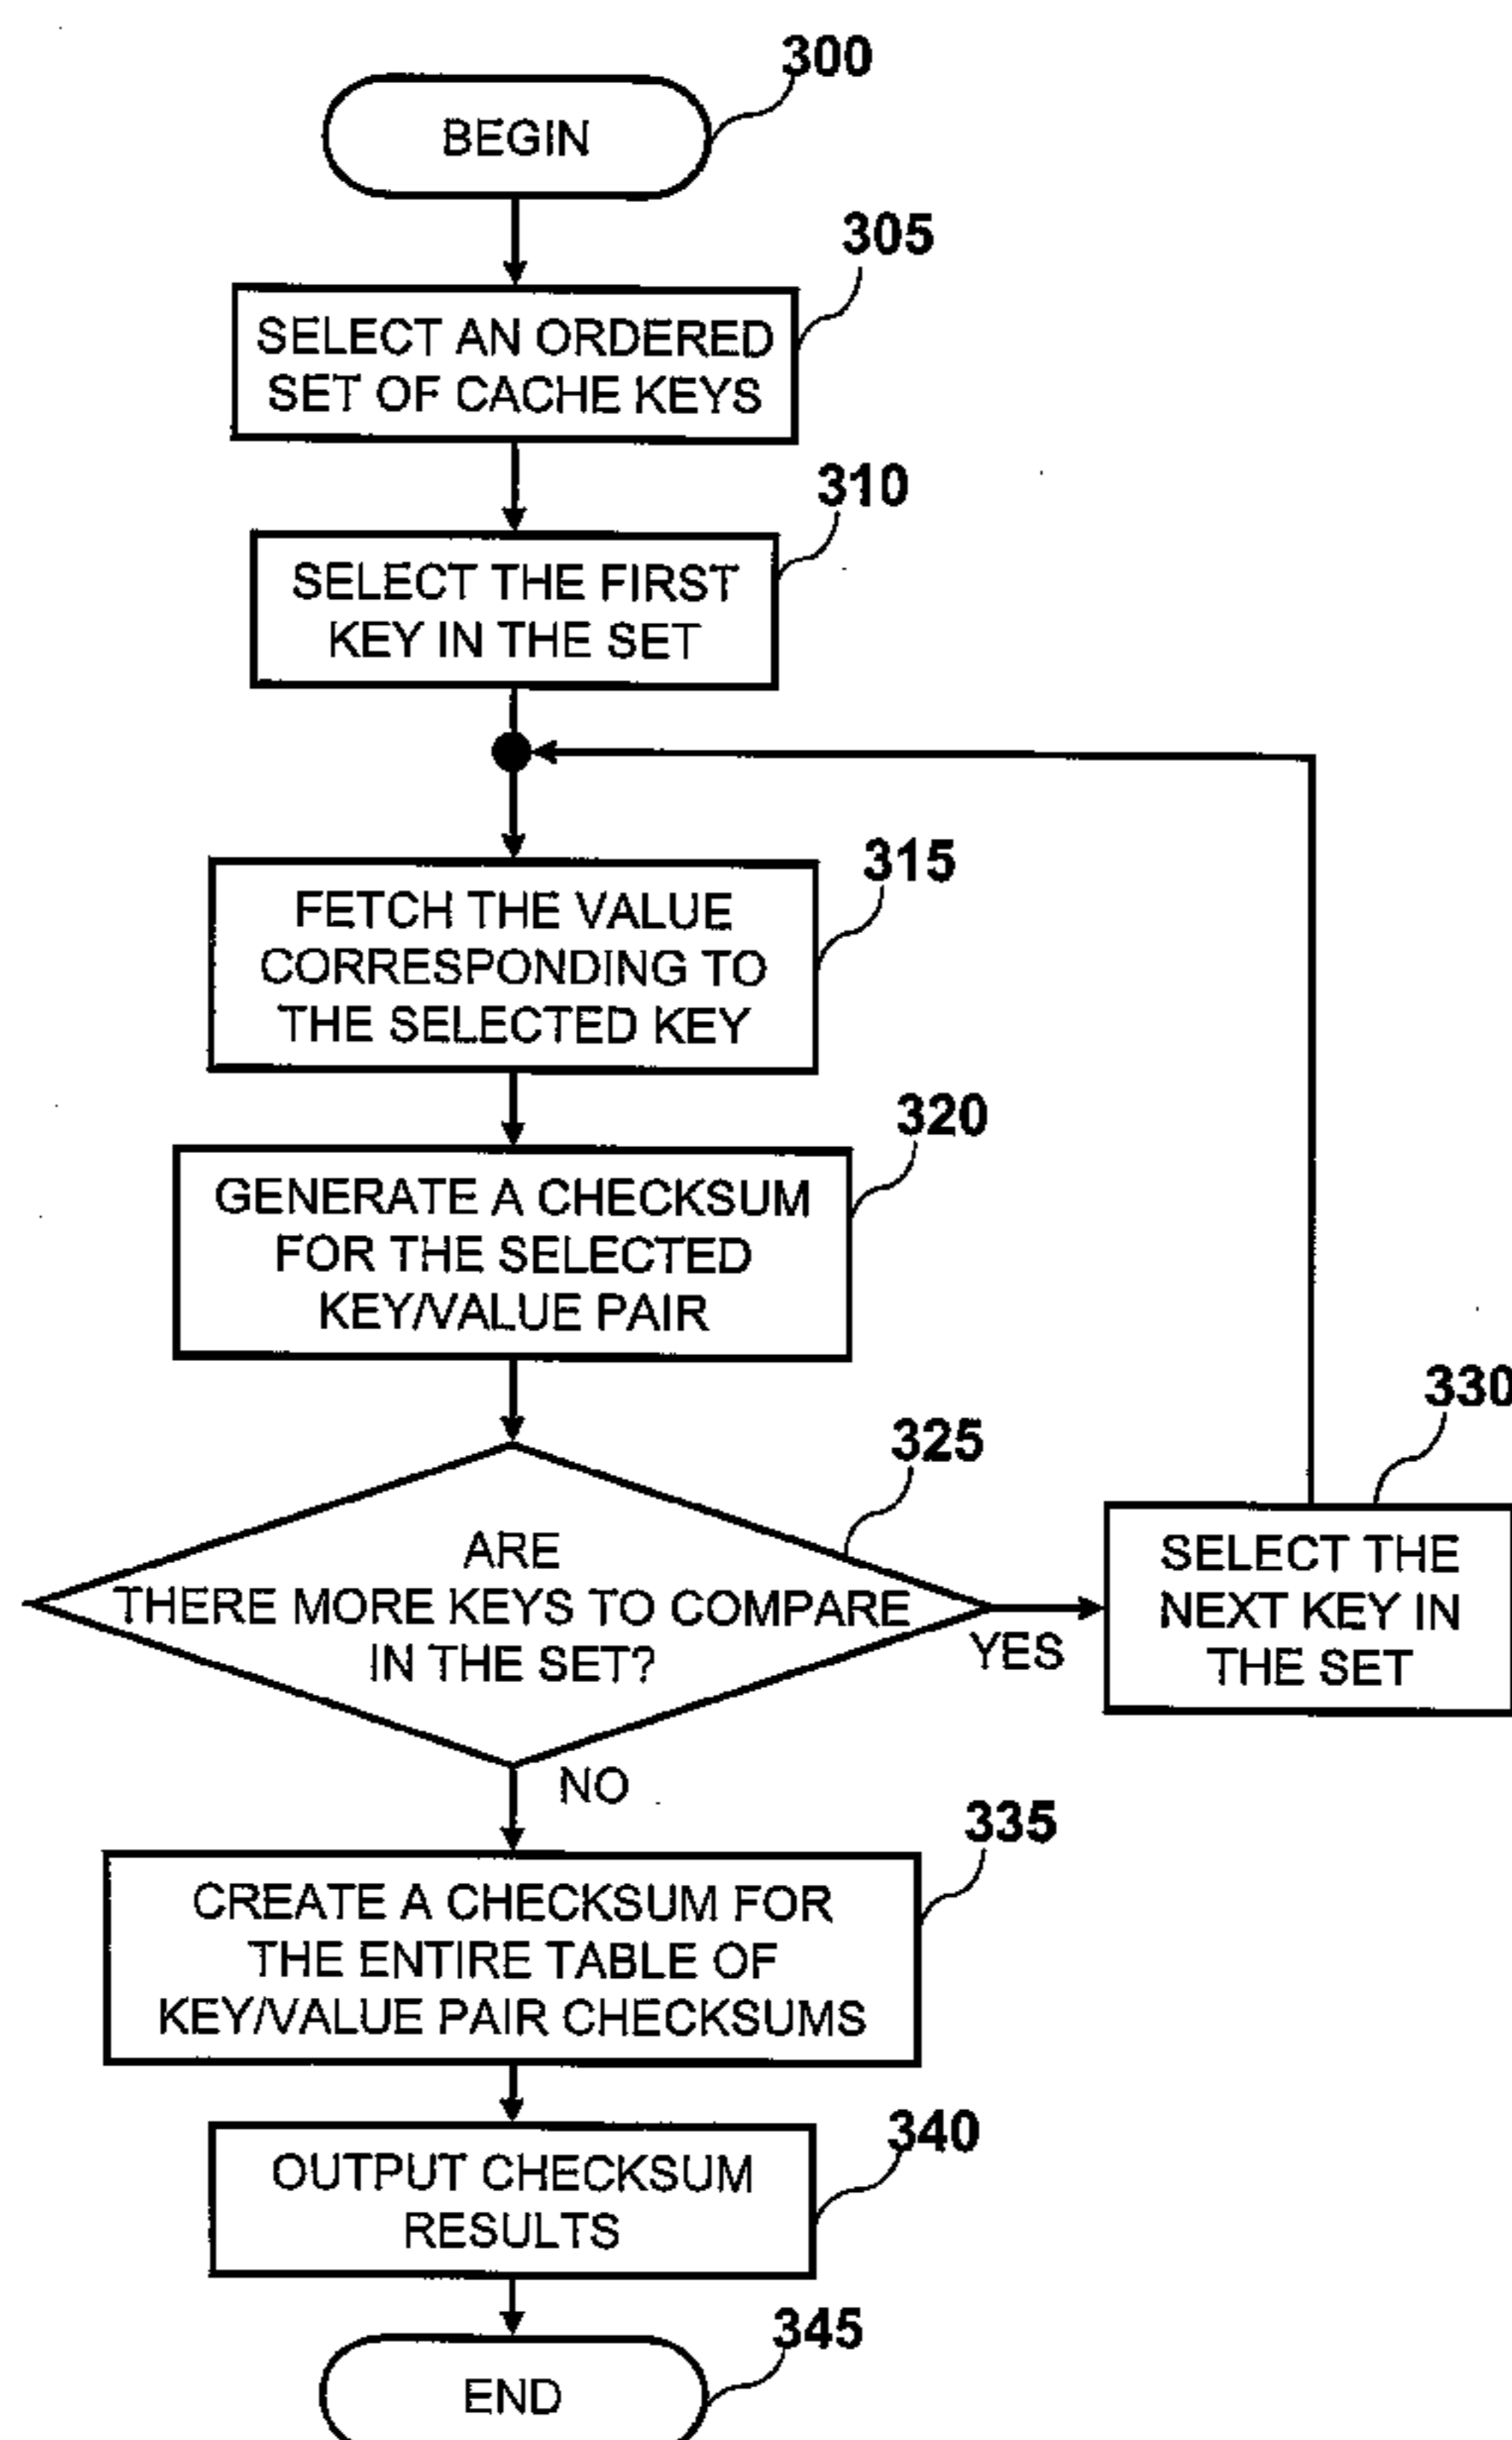 300
BEGIN
305
SELECT AN ORDERED
SET OF CACHE KEYS
310
SELECT THE FIRST
KEY IN THE SET
315
FETCH THE VALUE
CORRESPONDING TO
THE SELECTED KEY
320
GENERATE A CHECKSUM
FOR THE SELECTED
KEY/VALUE PAIR
325
ARE
THERE MORE KEYS TO COMPARE
IN THE SET?
YES
330
SELECT THE
NEXT KEY IN
THE SET
NO
335
CREATE A CHECKSUM FOR
THE ENTIRE TABLE OF
KEY/VALUE PAIR CHECKSUMS
340
OUTPUT CHECKSUM
RESULTS
345
END